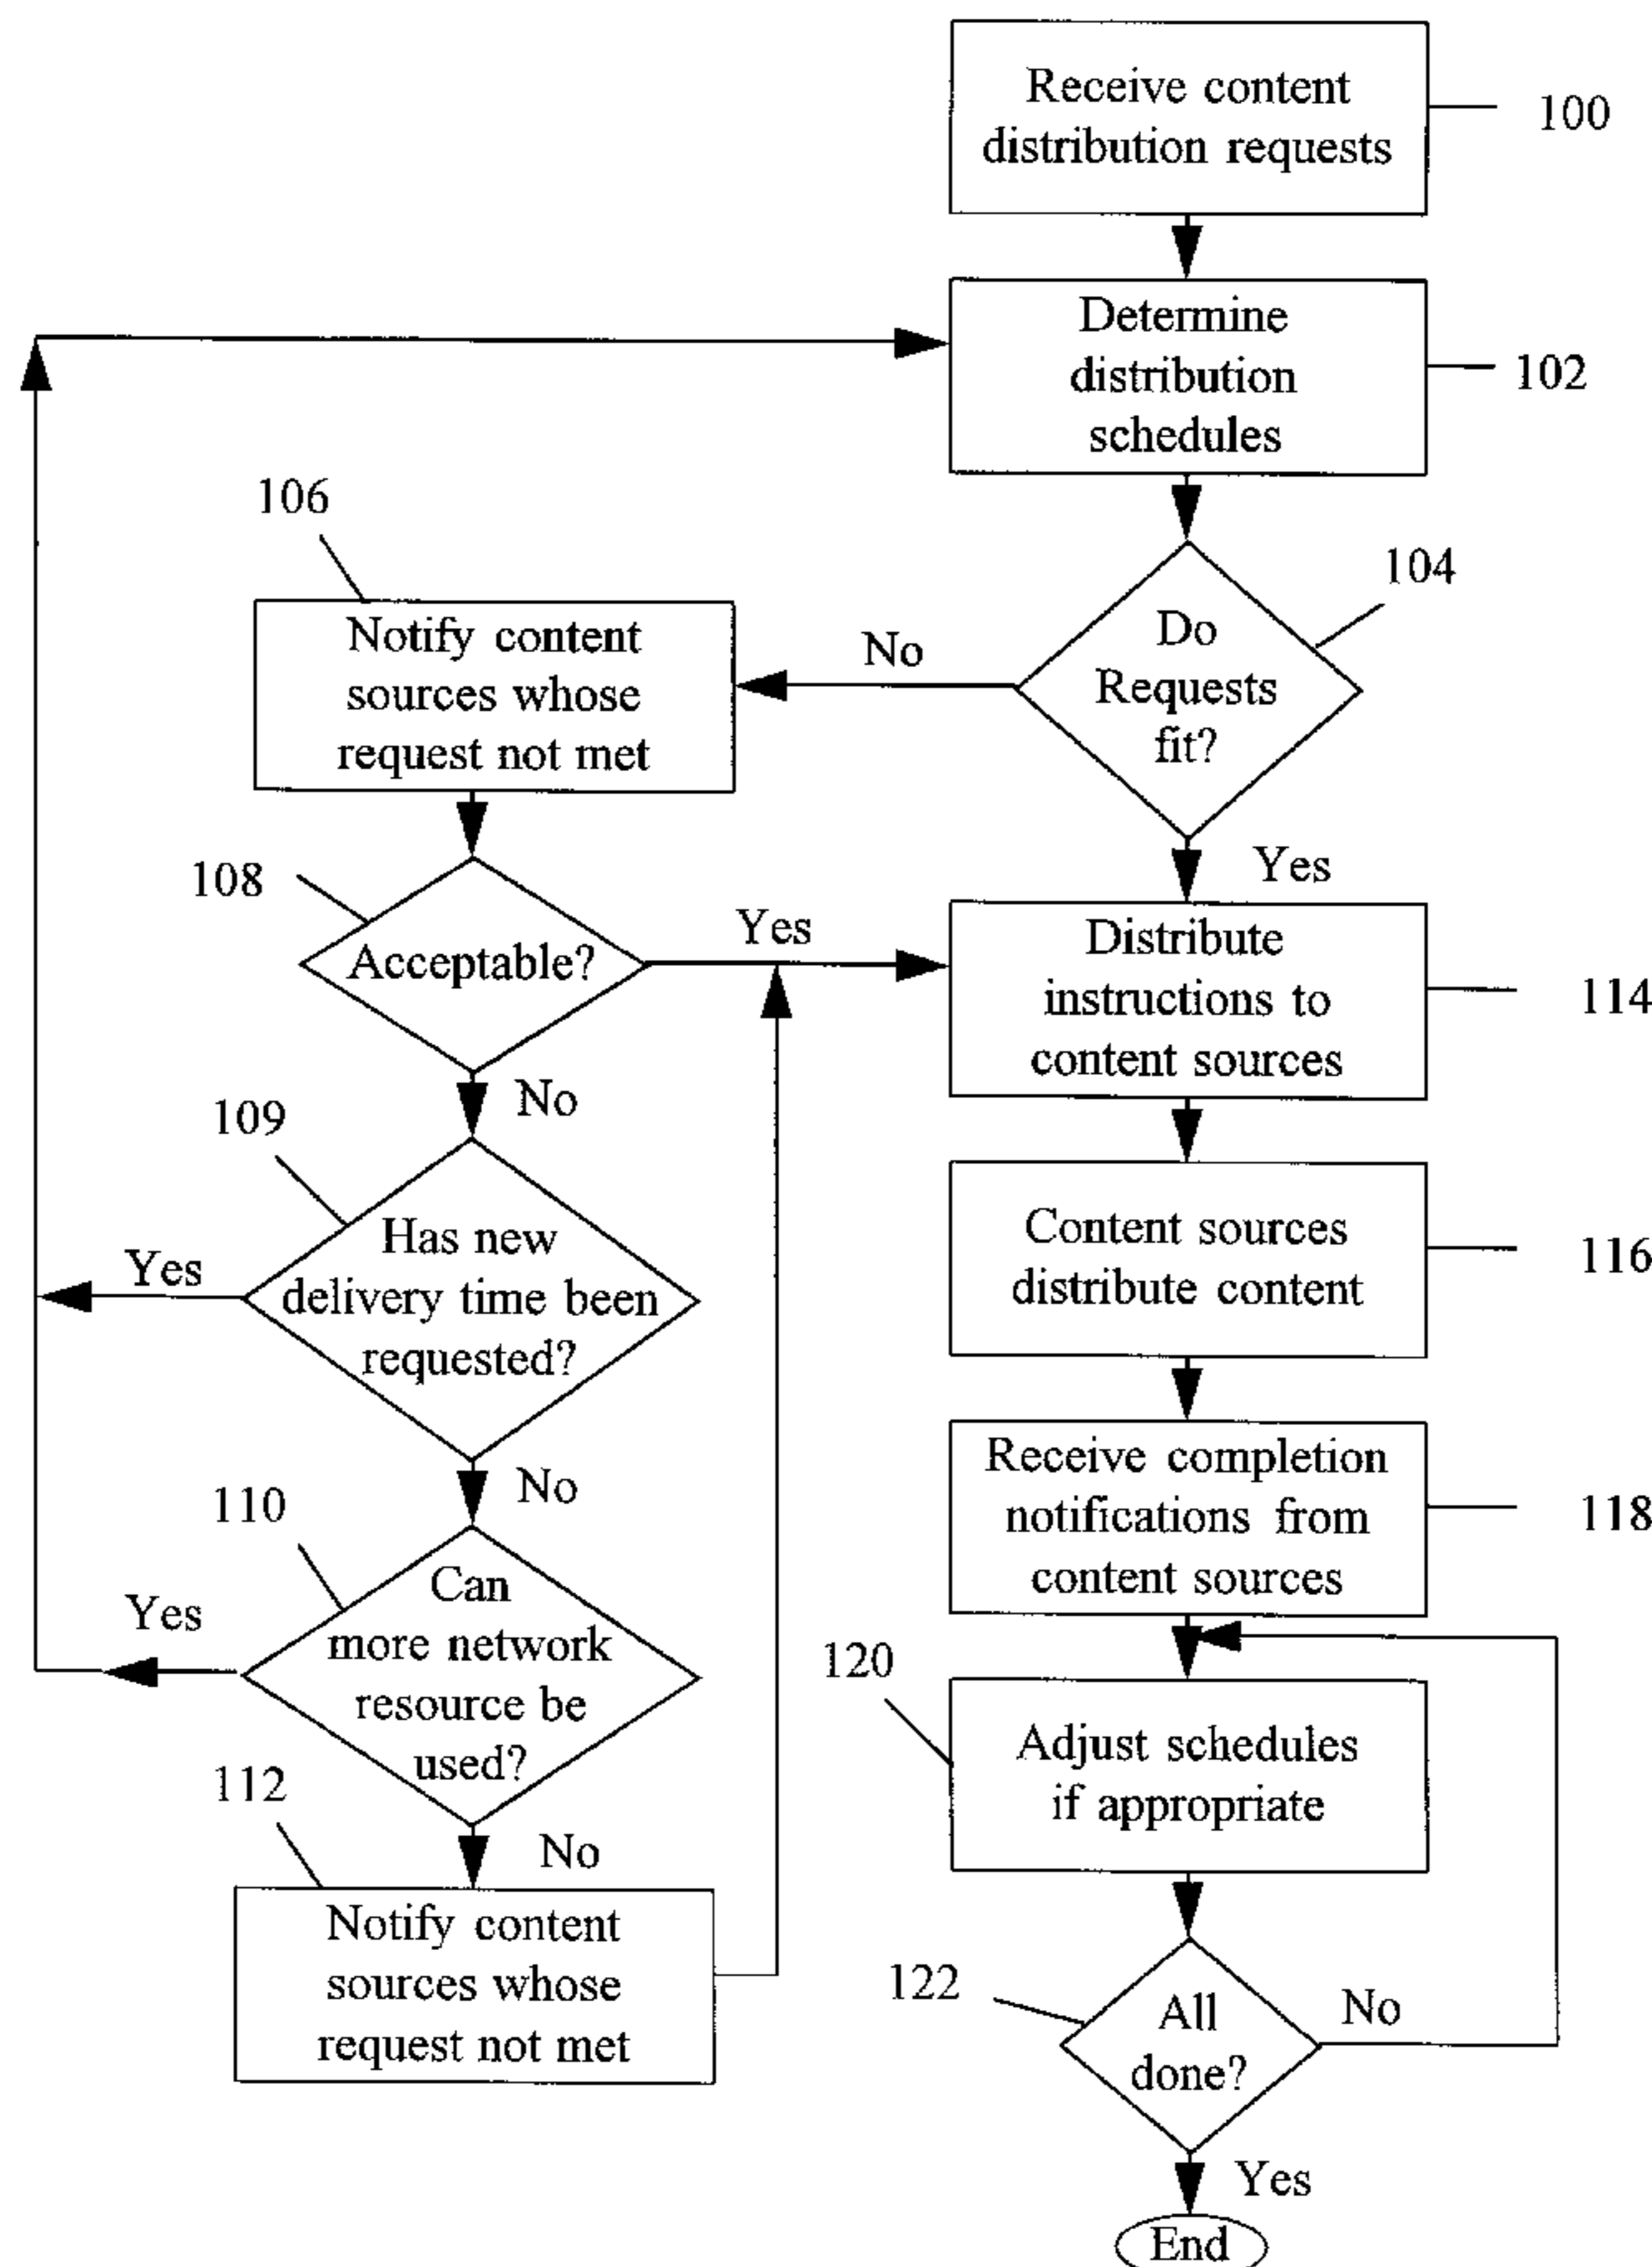 Receive content
distribution requests
100
Determine
distribution
schedules
102
106
104
Notify content
sources whose
request not met
No
Do
Requests
fit?
Yes
108
Acceptable?
Yes
Distribute
instructions to
content sources
114
No
109
Has new
delivery time been
requested?
Yes
Content sources
distribute content
116
No
110
Can
more network
resource be
used?
Yes
Receive completion
notifications from
content sources
118
120
Adjust schedules
if appropriate
112
No
Notify content
sources whose
request not met
122
All
done?
No
Yes
End